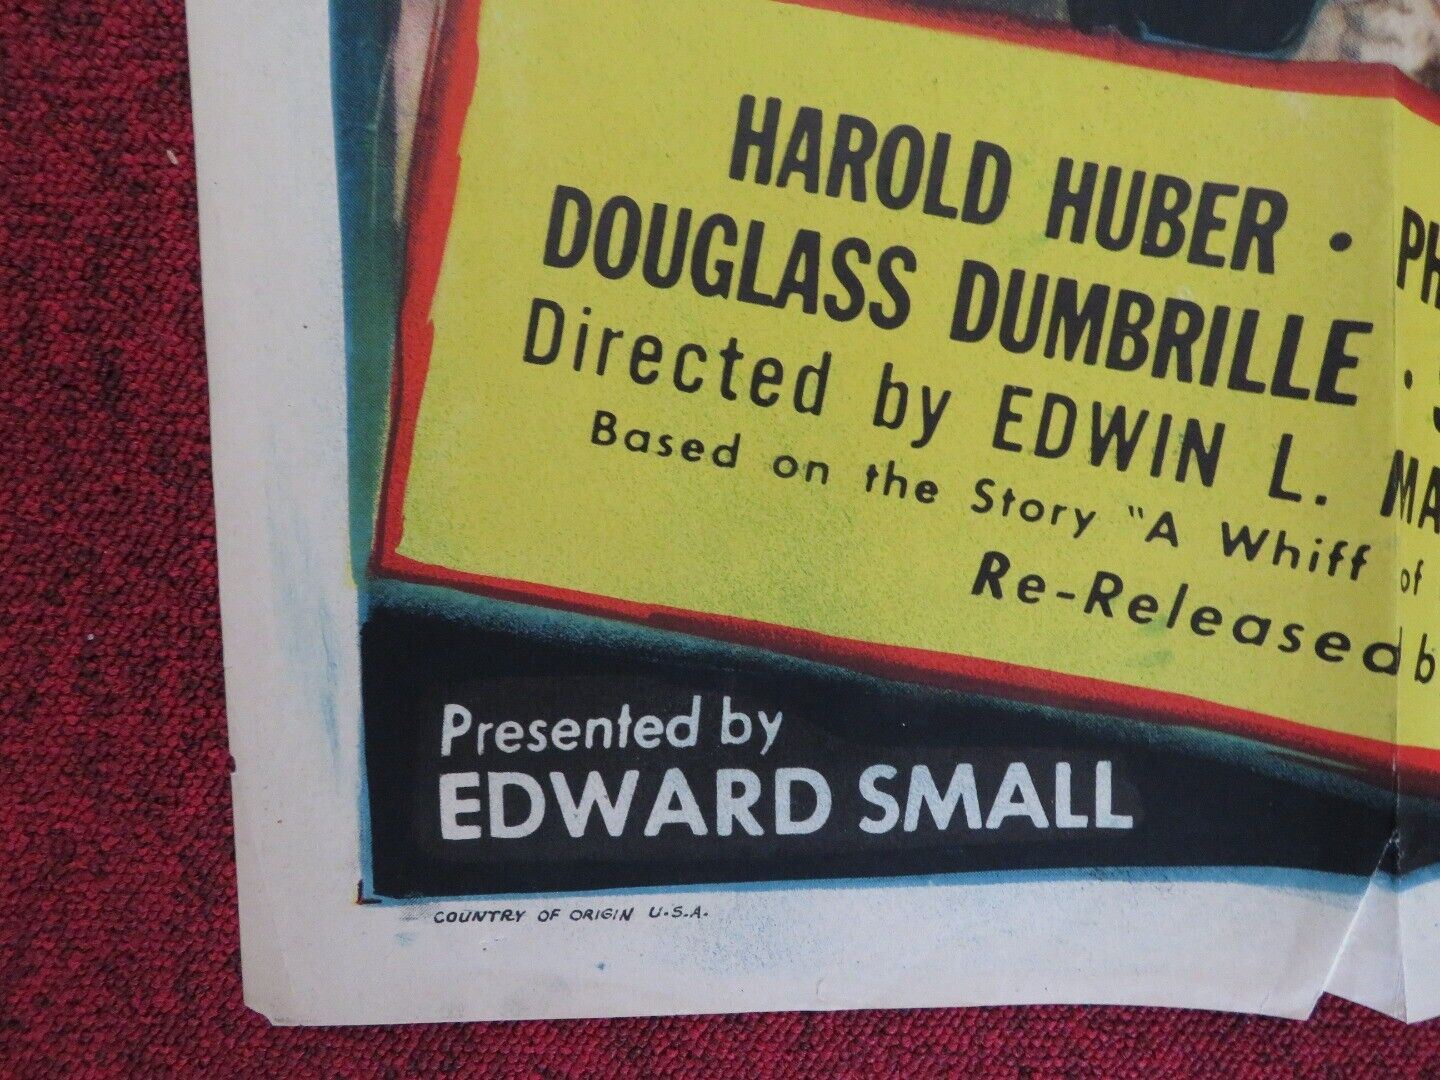 HAROLD HUBER •
DOUGLASS DUMBRILLE •
Directed by EDWIN L.
Based on the Story "A Whiff of
Re-Released
Presented by
EDWARD SMALL
COUNTRY OF ORIGIN U.S.A.